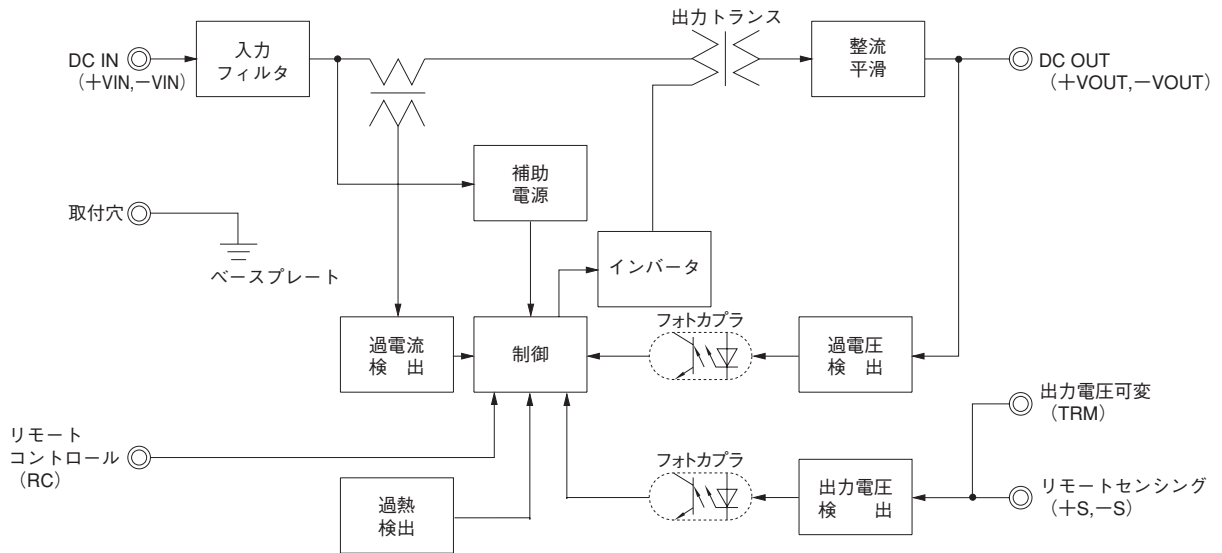 出力トランス
DC IN
(＋VIN,−VIN)
入力
フィルタ
整流
平滑
DC OUT
(＋VOUT,−VOUT)
補助
電源
取付穴
ベースプレート
インバータ
フォトカプラ
過電流
検　出
制御
過電圧
検　出
出力電圧可変
(TRM)
リモート
コントロール
(RC)
フォトカプラ
過熱
検出
出力電圧
検　出
リモートセンシング
(＋S,−S)